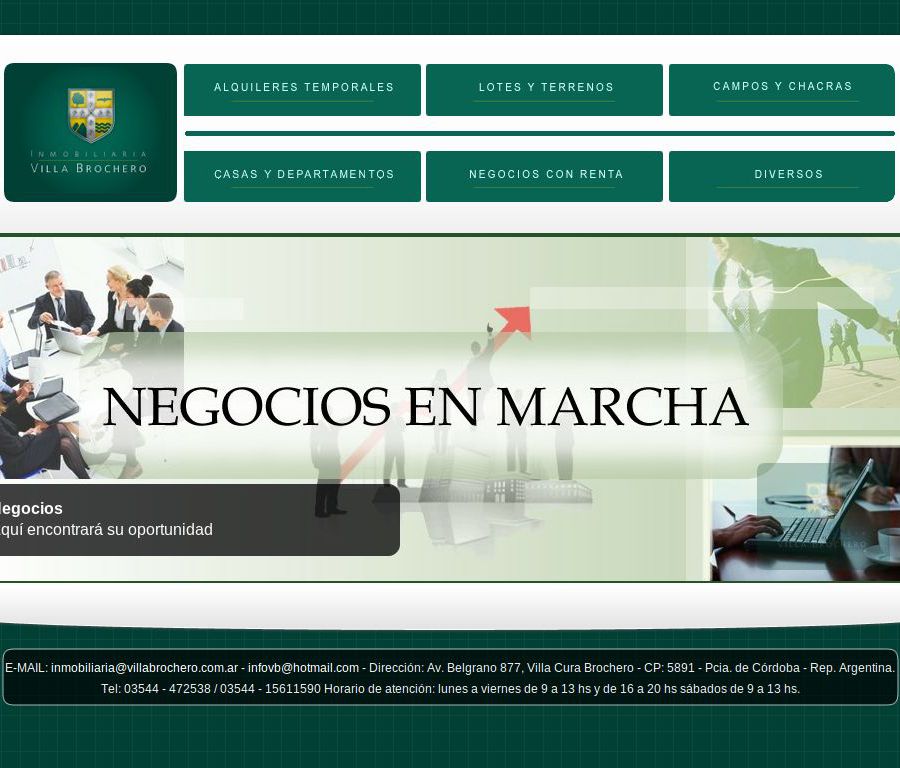 ALQUILERES TEMPORALES
LOTES Y TERRENOS
CAMPOS Y CHACRAS
INMOBILIARIA
VILLA BROCHERO
CASAS Y DEPARTAMENTOS
NEGOCIOS CON RENTA
DIVERSOS
NEGOCIOS EN MARCHA
egocios
quí encontrará su oportunidad
VILLA BROCHERO
E-MAIL: inmobiliaria@villabrochero.com.ar - infovb@hotmail.com - Dirección: Av. Belgrano 877, Villa Cura Brochero - CP: 5891 - Pcia. de Córdoba - Rep. Argentina.
Tel: 03544 - 472538 / 03544 - 15611590 Horario de atención: lunes a viernes de 9 a 13 hs y de 16 a 20 hs sábados de 9 a 13 hs.